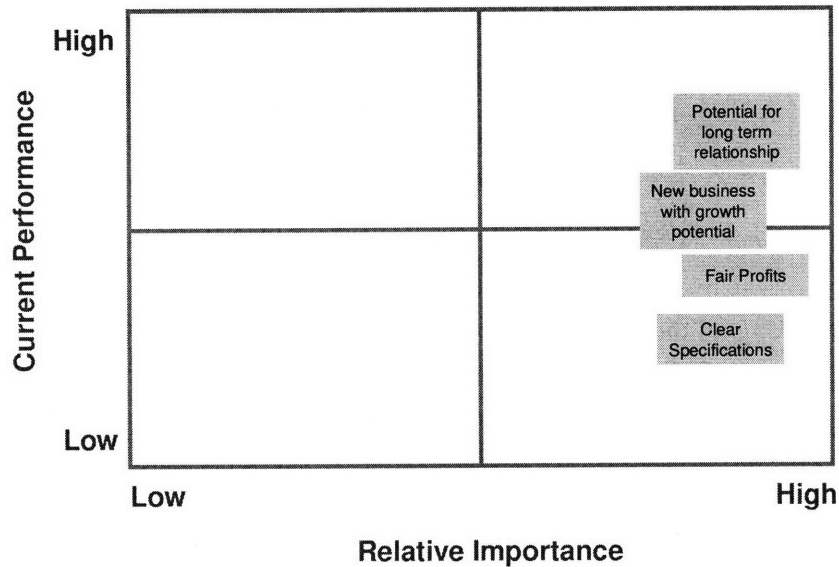 High
Current Performance
Potential for
long term
relationship
New business
with growth
potential
Fair Profits
Clear
Specifications
Low
Low
High
Relative Importance